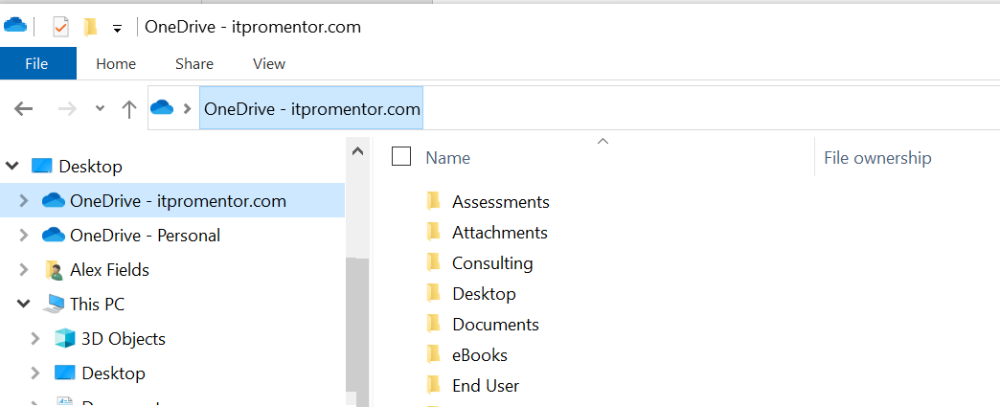 OneDrive - itpromentor.com
File Home Share View
OneDrive - itpromentor.com
Name File ownership
Desktop
OneDrive - itpromentor.com
OneDrive - Personal
Alex Fields
This PC
3D Objects
Desktop
Assessments
Attachments
Consulting
Desktop
Documents
eBooks
End User